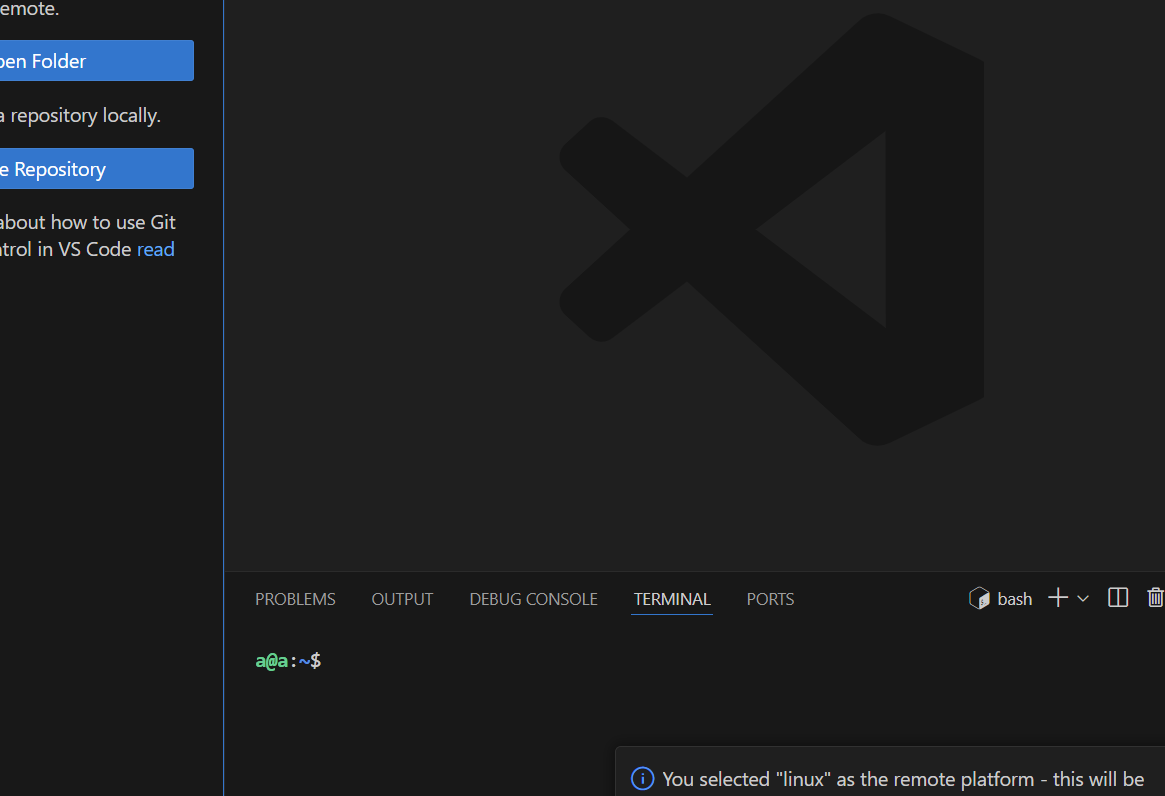 emote.
pen Folder
a repository locally.
e Repository
about how to use Git
ntrol in VS Code read
PROBLEMS OUTPUT DEBUG CONSOLE TERMINAL PORTS bash
a@a:~$
You selected "linux" as the remote platform - this will be